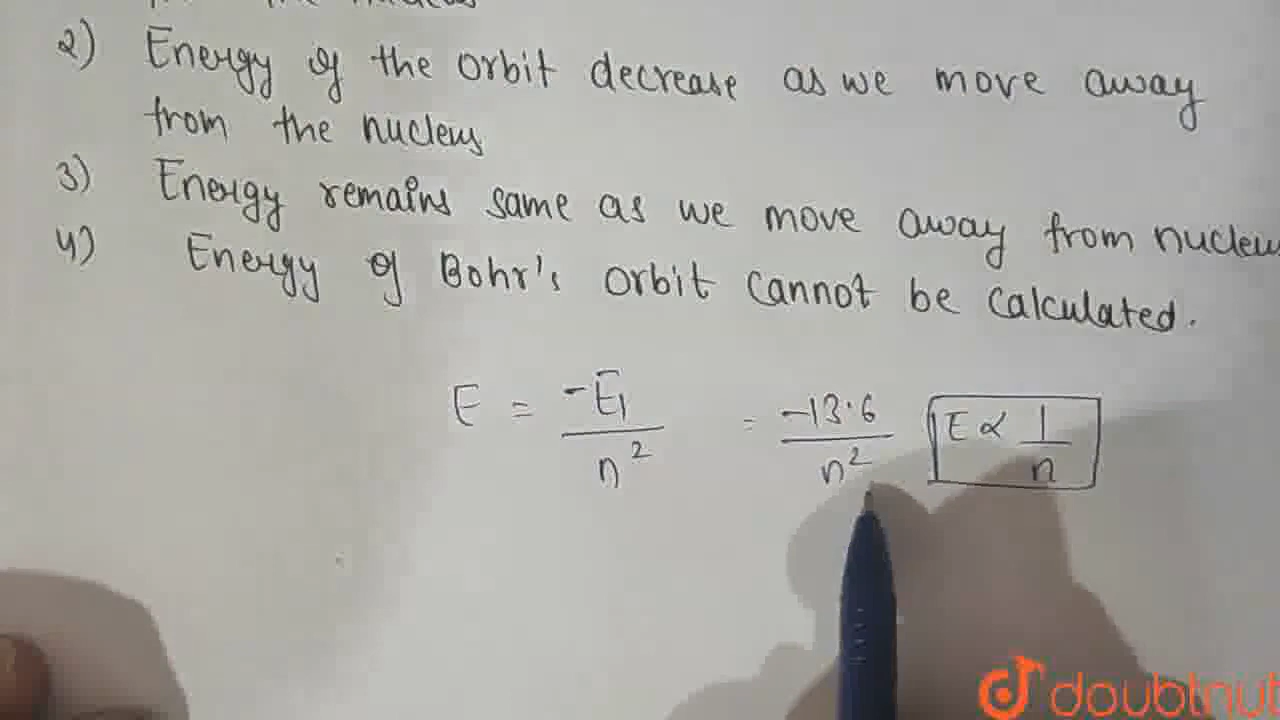 2) Energy of the orbit decrease as we move away
from the nucleus
3) Energy remains same as we move away from nucleus
4) Energy of Bohr's orbit cannot be calculated.
E = -E₁/n² = -13.6/n² E ∝ 1/n
doubtnut